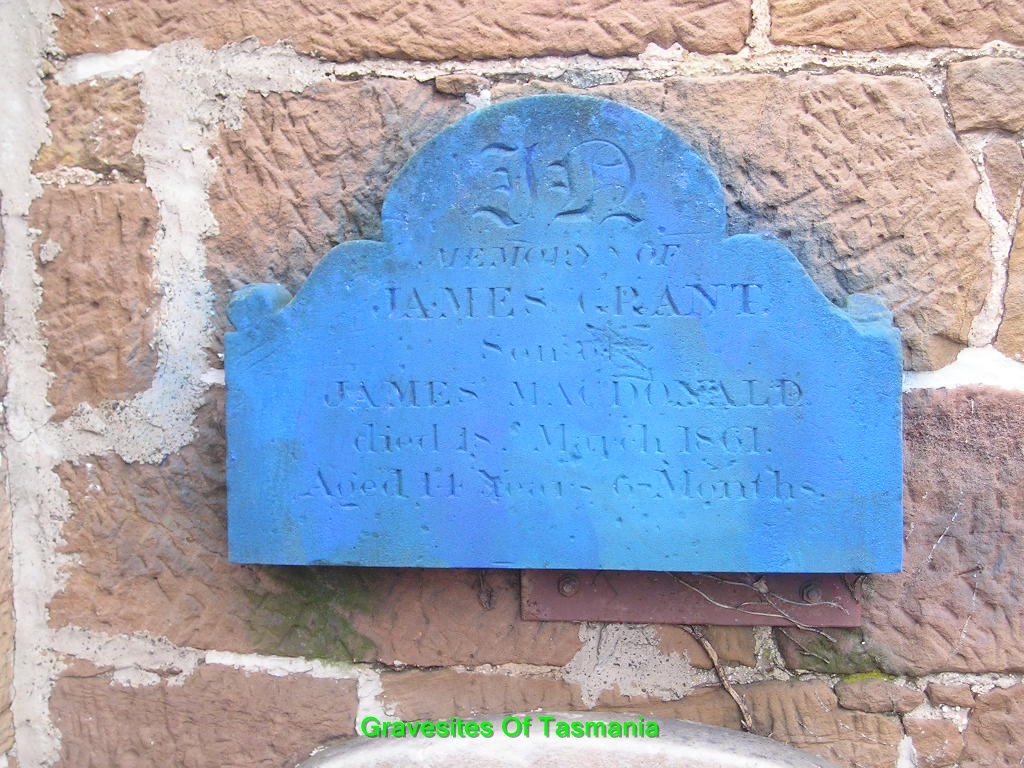 IN
MEMORY OF
JAMES GRANT.
Son of
JAMES MACDONALD
died 18th March 1861.
Aged 14 Years 6 Months.
Gravesites Of Tasmania